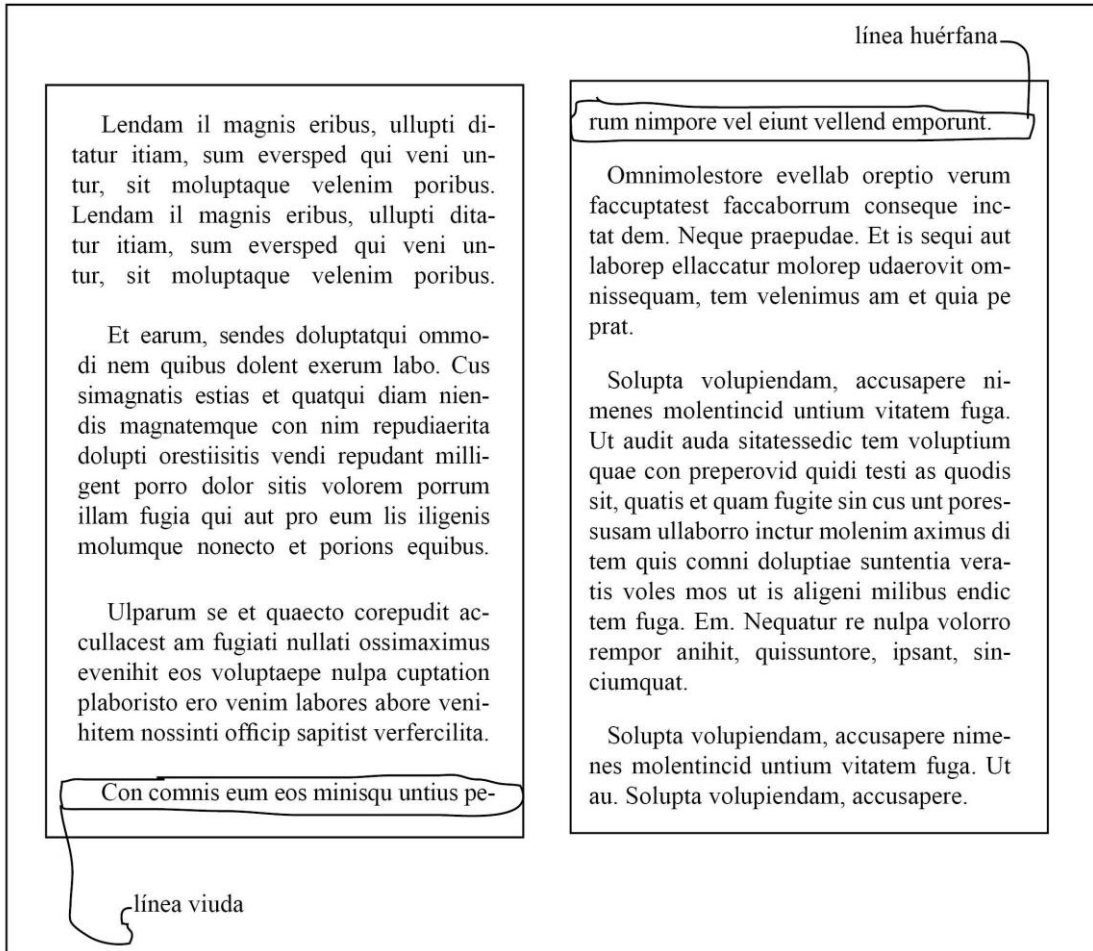 línea huérfana
Lendam il magnis eribus, ullupti di-
tatur itiam, sum eversped qui veni un-
tur, sit moluptaque velenim poribus.
Lendam il magnis eribus, ullupti dita-
tur itiam, sum eversped qui veni un-
tur, sit moluptaque velenim poribus.
Et earum, sendes doluptatqui ommo-
di nem quibus dolent exerum labo. Cus
simagnatis estias et quatqui diam nien-
dis magnatemque con nim repudiaerita
dolupti orestiisitis vendi repudant milli-
gent porro dolor sitis volorem porrum
illam fugia qui aut pro eum lis iligenis
molumque nonecto et porions equibus.
Ulparum se et quaecto corepudit ac-
cullacest am fugiati nullati ossimaximus
evenihit eos voluptaepe nulpa cuptation
plaboristo ero venim labores abore veni-
hitem nossinti officip sapitist verfercilita.
Con comnis eum eos minisqu untius pe-
línea viuda
rum nimpore vel eiunt vellend emporunt.
Omnimolestore evellab oreptio verum
faccuptatest faccaborrum conseque inc-
tat dem. Neque praepudae. Et is sequi aut
laborep ellaccatur molorep udaerovit om-
nissequam, tem velenimus am et quia pe
prat.
Solupta volupiendam, accusapere ni-
menes molentincid untium vitatem fuga.
Ut audit auda sitatessedic tem voluptium
quae con preperovid quidi testi as quodis
sit, quatis et quam fugite sin cus unt pores-
susam ullaborro inctur molenim aximus di
tem quis comni doluptiae suntentia vera-
tis voles mos ut is aligeni milibus endic
tem fuga. Em. Nequatur re nulpa volorro
rempor anihit, quissuntore, ipsant, sin-
ciumquat.
Solupta volupiendam, accusapere nime-
nes molentincid untium vitatem fuga. Ut
au. Solupta volupiendam, accusapere.